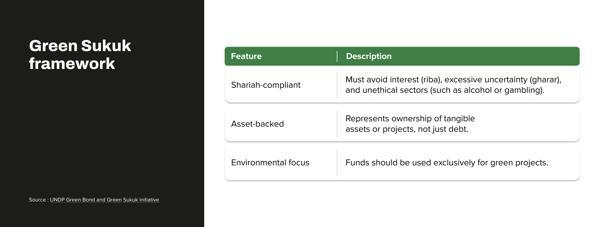 Green Sukuk
framework
Source : UNDP Green Bond and Green Sukuk initiative
Feature
Description
Shariah-compliant
Must avoid interest (riba), excessive uncertainty (gharar),
and unethical sectors (such as alcohol or gambling).
Asset-backed
Represents ownership of tangible
assets or projects, not just debt.
Environmental focus
Funds should be used exclusively for green projects.